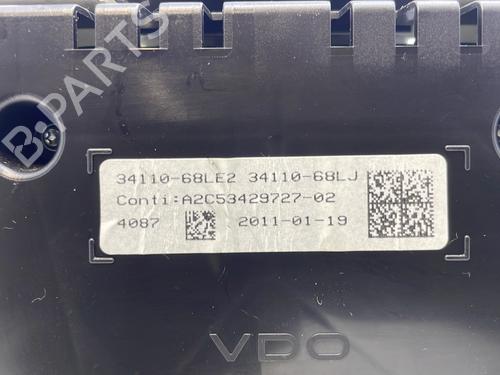 34110-68LE2 34110-68LJ
Conti:A2C53429727-02
4087 2011-01-19
VDO
B-PARTS